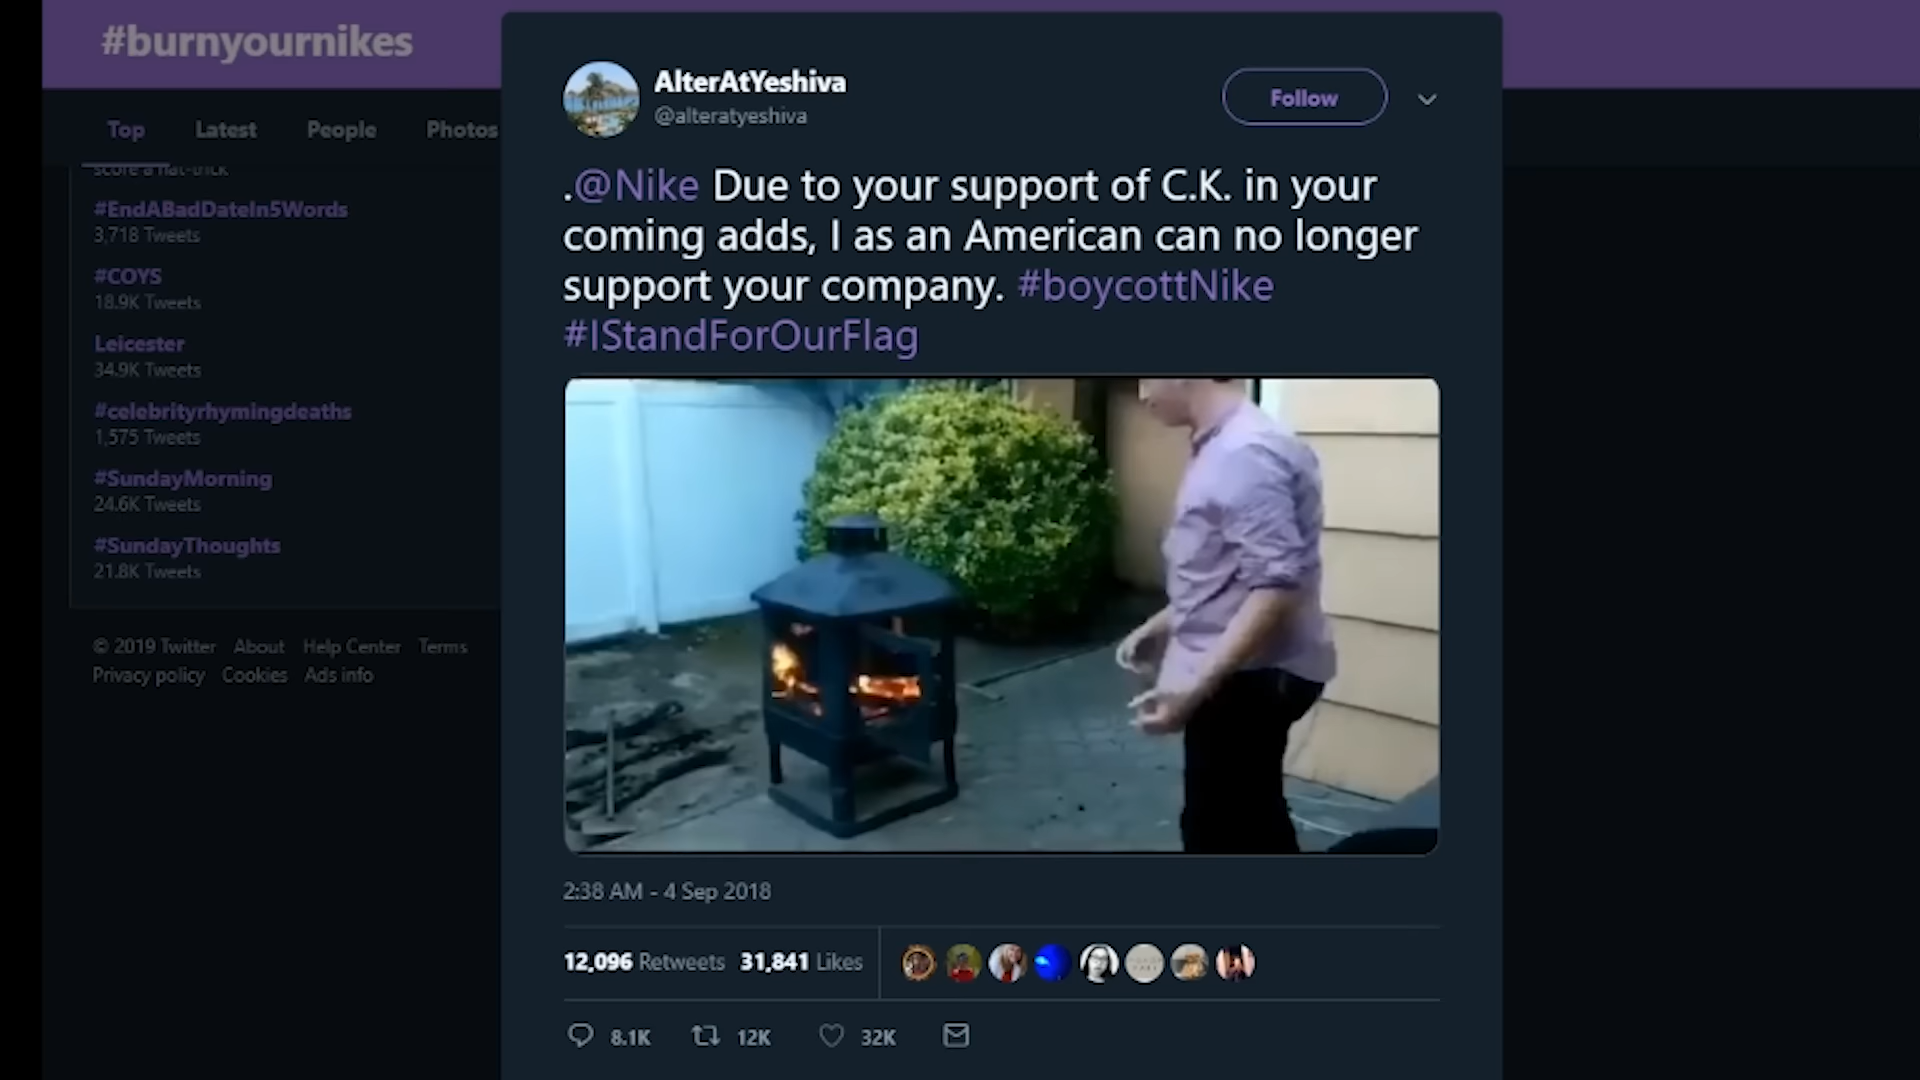 #burnyournikes
Top Latest People Photos
score a hat-trick
#EndABadDateIn5Words
3,718 Tweets
#COYS
18.9K Tweets
Leicester
34.9K Tweets
#celebrityrhymingdeaths
1,575 Tweets
#SundayMorning
24.6K Tweets
#SundayThoughts
21.8K Tweets
© 2019 Twitter About Help Center Terms
Privacy policy Cookies Ads info
AlterAtYeshiva
@alteratyeshiva
Follow
.@Nike Due to your support of C.K. in your
coming adds, I as an American can no longer
support your company. #boycottNike
#IStandForOurFlag
2:38 AM - 4 Sep 2018
12,096 Retweets 31,841 Likes
8.1K 12K 32K